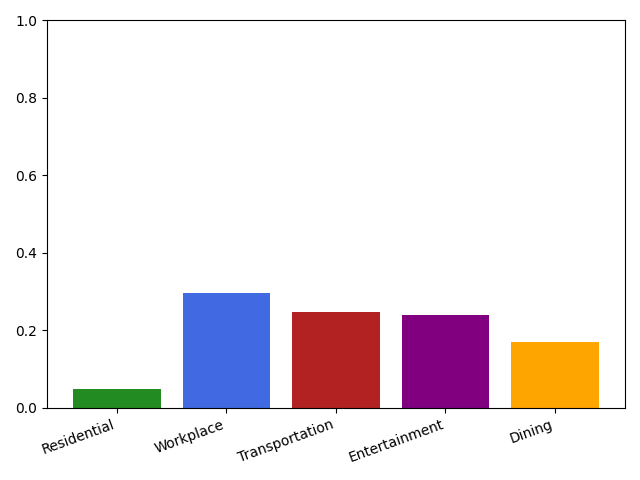 1.0
0.8
0.6
0.4
0.2
0.0
Residential
Workplace
Transportation
Entertainment
Dining